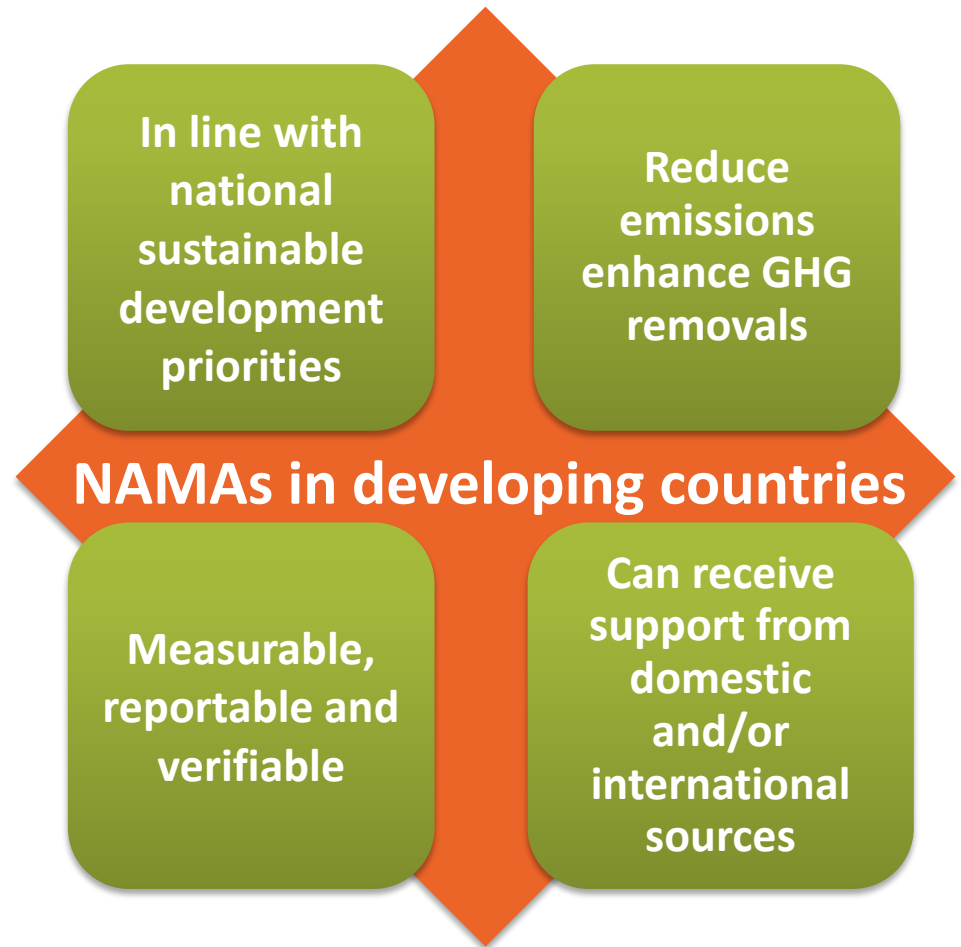 In line with
national
sustainable
development
priorities
Reduce
emissions
enhance GHG
removals
NAMAs in developing countries
Measurable,
reportable and
verifiable
Can receive
support from
domestic
and/or
international
sources